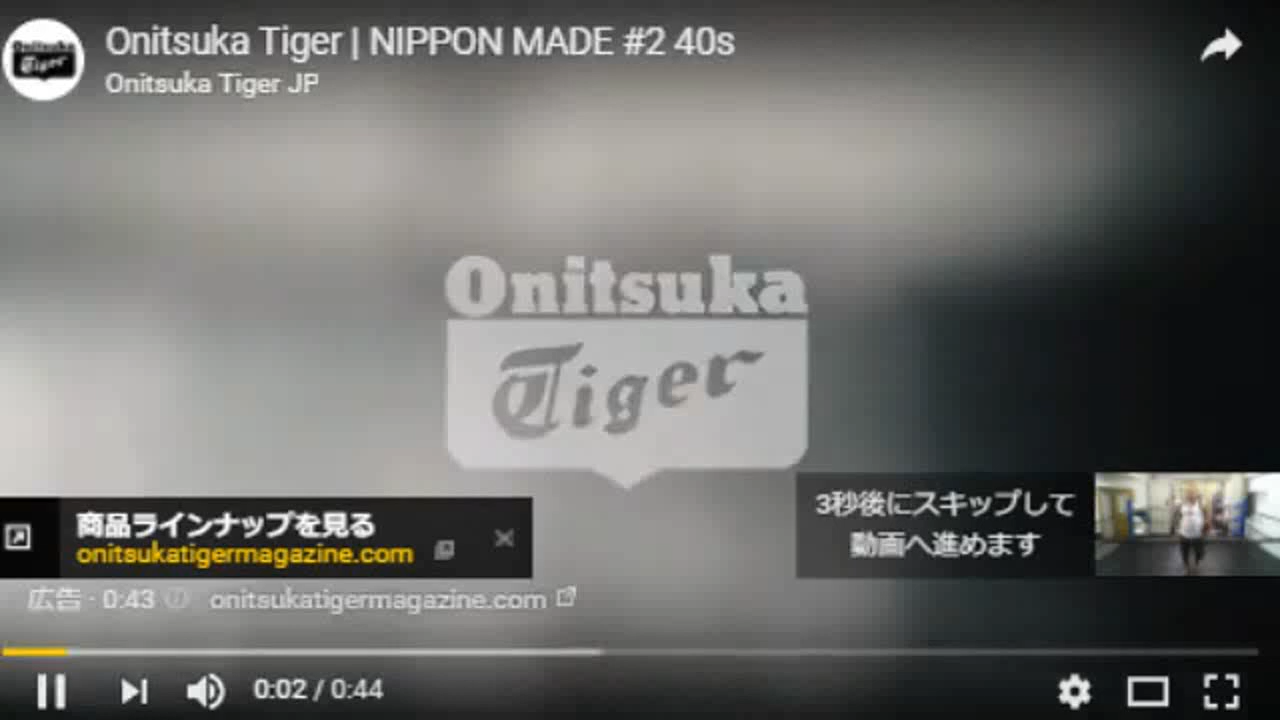 Onitsuka Tiger | NIPPON MADE #2 40s
Onitsuka Tiger JP
Onitsuka
Tiger
Onitsuka
Tiger
商品ラインナップを見る
onitsukatigermagazine.com
3秒後にスキップして
動画へ進めます
広告 · 0:43 onitsukatigermagazine.com
0:02 / 0:44